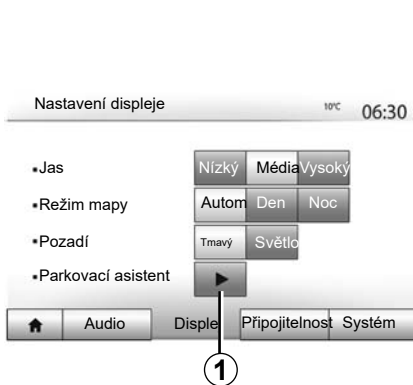 Nastavení displeje 10°C 06:30
▪Jas Nízký Média Vysoký
▪Režim mapy Autom Den Noc
▪Pozadí Tmavý Světlo
▪Parkovací asistent
Audio Disple Připojitelnost Systém
1